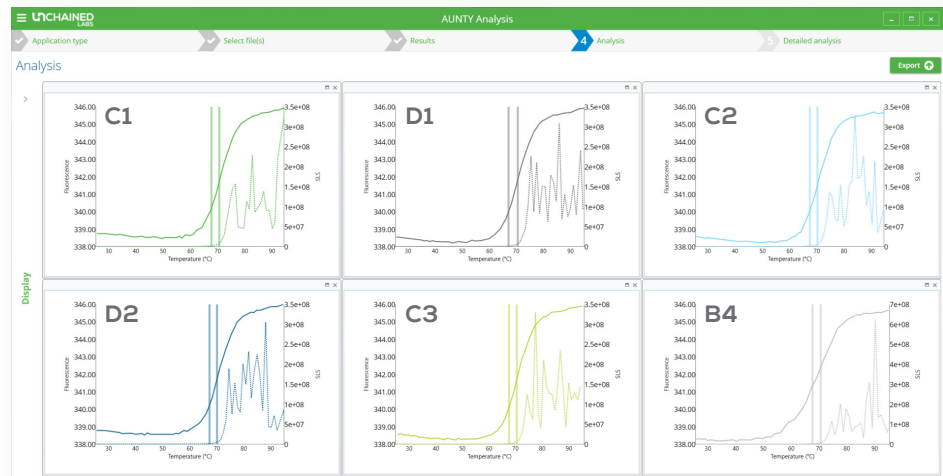 UNCHAINED LABS
AUNTY Analysis
Application type
Select file(s)
Results
4 Analysis
5 Detailed analysis
Analysis
Export
Display
C1
346.00
345.00
344.00
343.00
342.00
341.00
340.00
339.00
338.00
Fluorescence
3.5e+08
3e+08
2.5e+08
2e+08
1.5e+08
1e+08
5e+07
0
SLS
30 40 50 60 70 80 90
Temperature (°C)
D1
346.00
345.00
344.00
343.00
342.00
341.00
340.00
339.00
338.00
Fluorescence
3.5e+08
3e+08
2.5e+08
2e+08
1.5e+08
1e+08
5e+07
0
SLS
30 40 50 60 70 80 90
Temperature (°C)
C2
346.00
345.00
344.00
343.00
342.00
341.00
340.00
339.00
338.00
Fluorescence
3.5e+08
3e+08
2.5e+08
2e+08
1.5e+08
1e+08
5e+07
0
SLS
30 40 50 60 70 80 90
Temperature (°C)
D2
346.00
345.00
344.00
343.00
342.00
341.00
340.00
339.00
338.00
Fluorescence
3.5e+08
3e+08
2.5e+08
2e+08
1.5e+08
1e+08
5e+07
0
SLS
30 40 50 60 70 80 90
Temperature (°C)
C3
346.00
345.00
344.00
343.00
342.00
341.00
340.00
339.00
338.00
Fluorescence
3.5e+08
3e+08
2.5e+08
2e+08
1.5e+08
1e+08
5e+07
0
SLS
30 40 50 60 70 80 90
Temperature (°C)
B4
346.00
345.00
344.00
343.00
342.00
341.00
340.00
339.00
338.00
Fluorescence
7e+08
6e+08
5e+08
4e+08
3e+08
2e+08
1e+08
0
SLS
30 40 50 60 70 80 90
Temperature (°C)